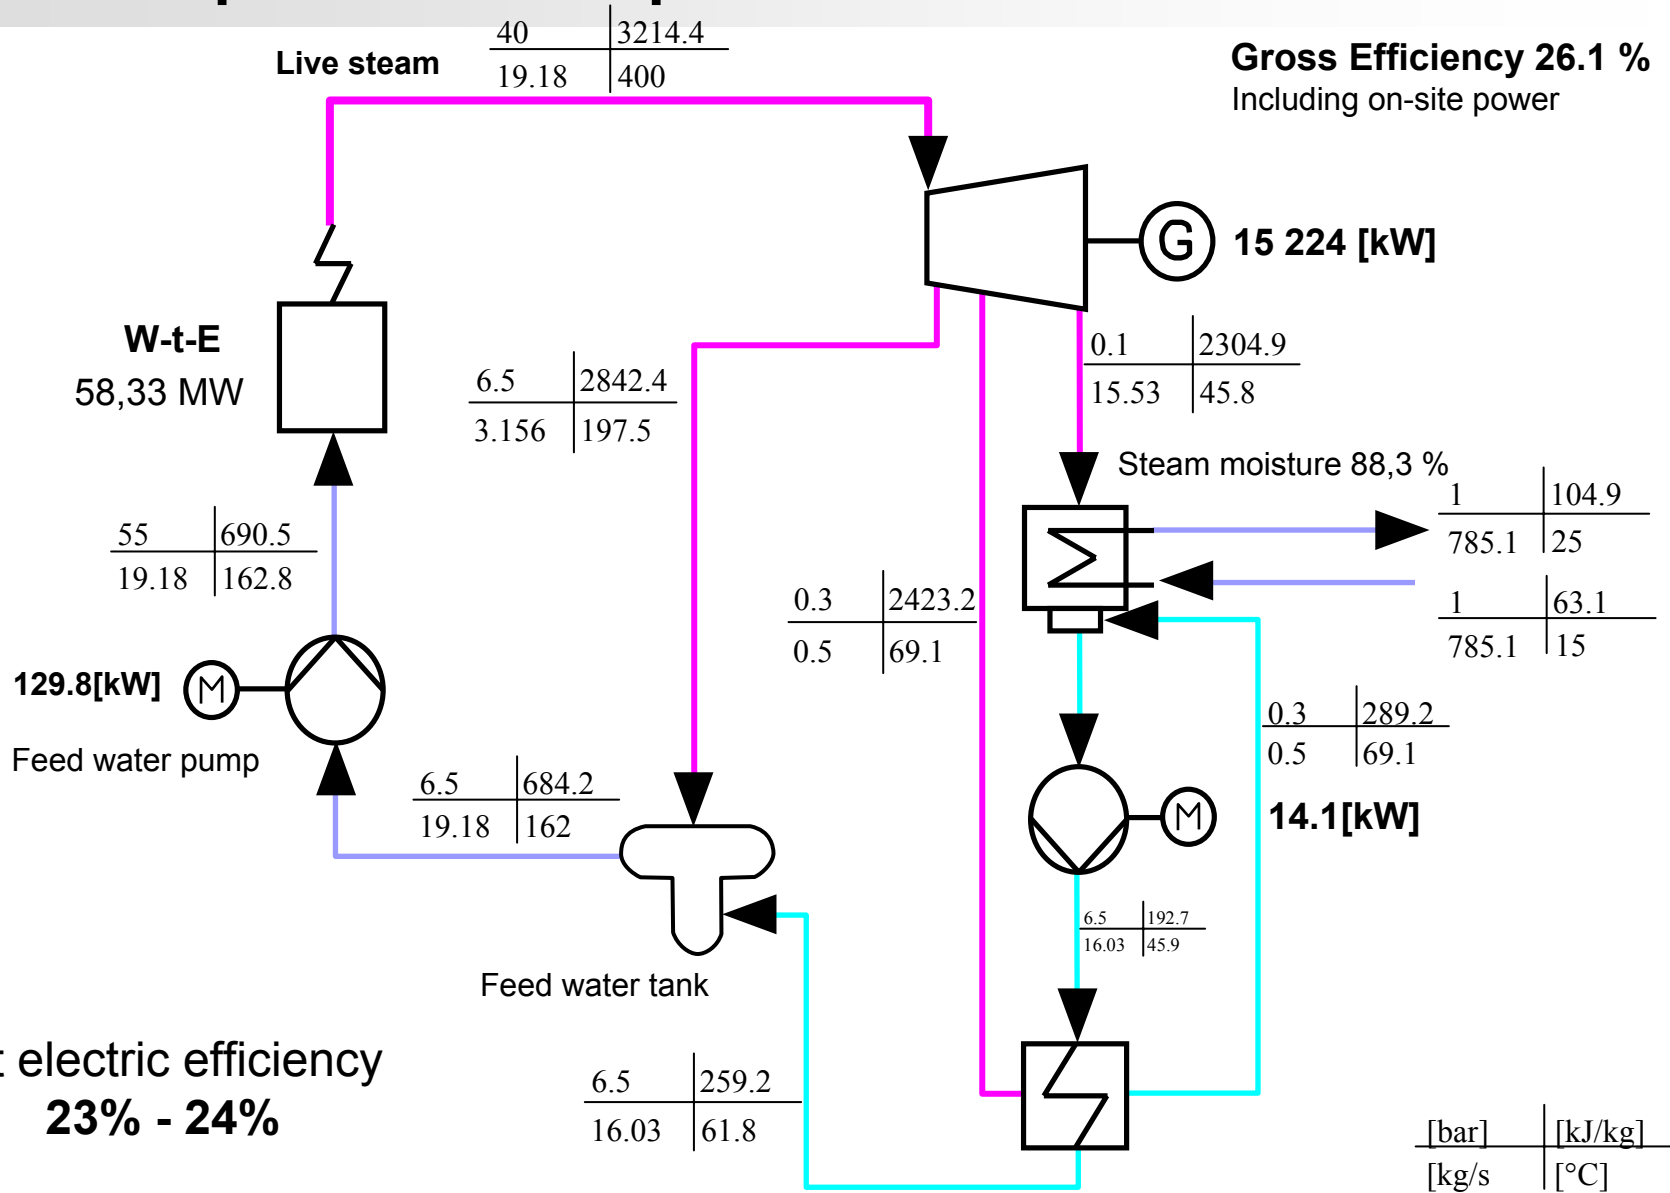 40 3214.4
19.18 400
Live steam
Gross Efficiency 26.1 %
Including on-site power
G
15 224 [kW]
W-t-E
58,33 MW
6.5 2842.4
3.156 197.5
0.1 2304.9
15.53 45.8
Steam moisture 88,3 %
1 104.9
785.1 25
55 690.5
19.18 162.8
0.3 2423.2
0.5 69.1
1 63.1
785.1 15
129.8[kW] M
Feed water pump
0.3 289.2
0.5 69.1
6.5 684.2
19.18 162
M 14.1[kW]
6.5 192.7
16.03 45.9
Feed water tank
electric efficiency
23% - 24%
6.5 259.2
16.03 61.8
[bar] [kJ/kg]
[kg/s [°C]